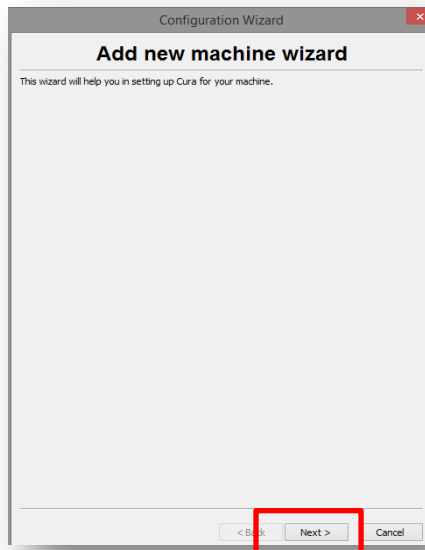 Configuration Wizard
Add new machine wizard
This wizard will help you in setting up Cura for your machine.
< Back Next > Cancel